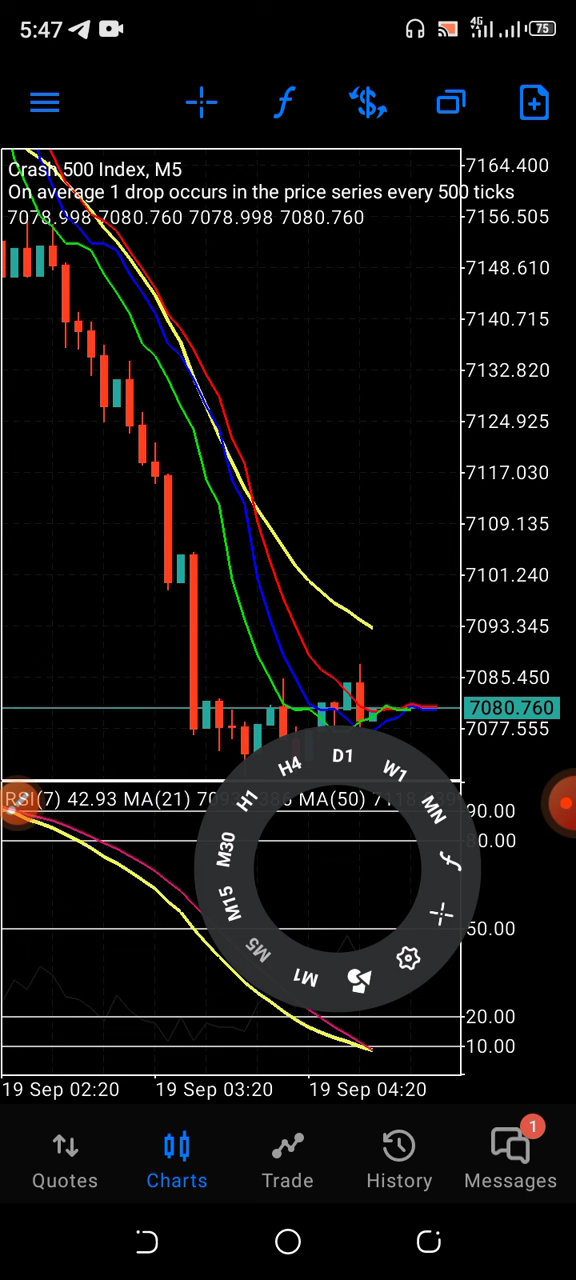 5:47
4G
75
Crash 500 Index, M5
On average 1 drop occurs in the price series every 500 ticks
7078.998 7080.760 7078.998 7080.760
7164.400
7156.505
7148.610
7140.715
7132.820
7124.925
7117.030
7109.135
7101.240
7093.345
7085.450
7080.760
7077.555
RSI(7) 42.93 MA(21) MA(50)
90.00
80.00
50.00
20.00
10.00
M1
M5
M15
M30
H1
H4
D1
W1
MN
19 Sep 02:20 19 Sep 03:20 19 Sep 04:20
1
Quotes Charts Trade History Messages